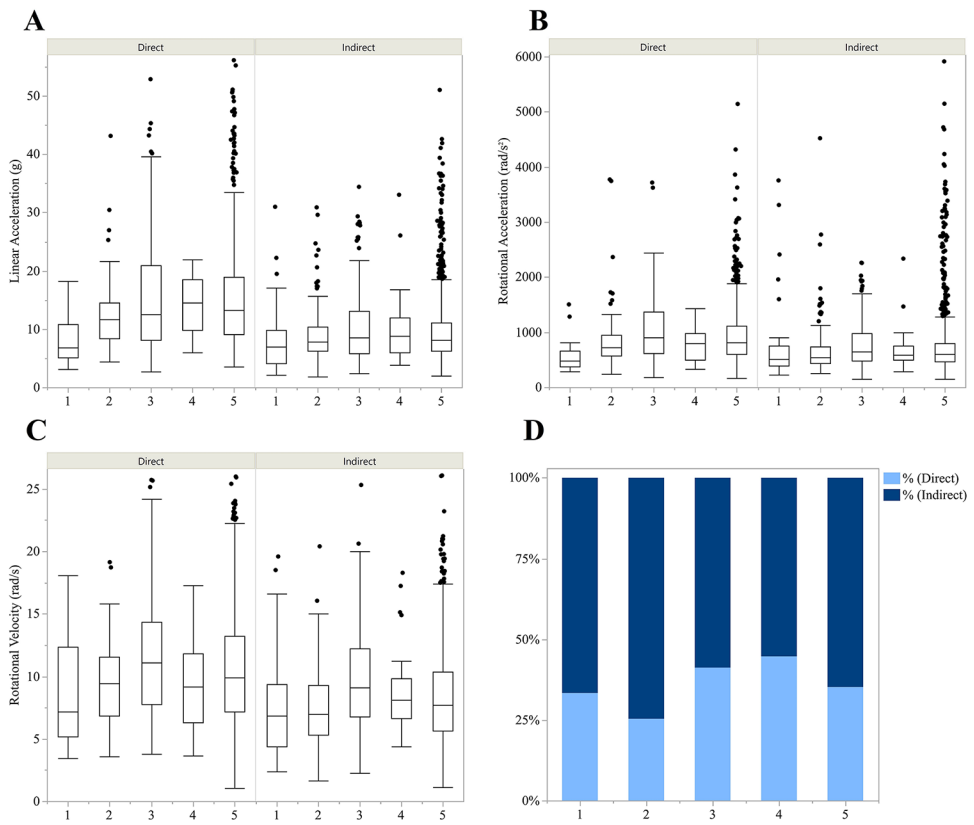 A
Direct
Indirect
Linear Acceleration (g)
50
40
30
20
10
0
1 2 3 4 5 1 2 3 4 5
B
Direct
Indirect
Rotational Acceleration (rad/s²)
6000
5000
4000
3000
2000
1000
0
1 2 3 4 5 1 2 3 4 5
C
Direct
Indirect
Rotational Velocity (rad/s)
25
20
15
10
5
0
1 2 3 4 5 1 2 3 4 5
D
% (Direct)
% (Indirect)
100%
75%
50%
25%
0%
1 2 3 4 5